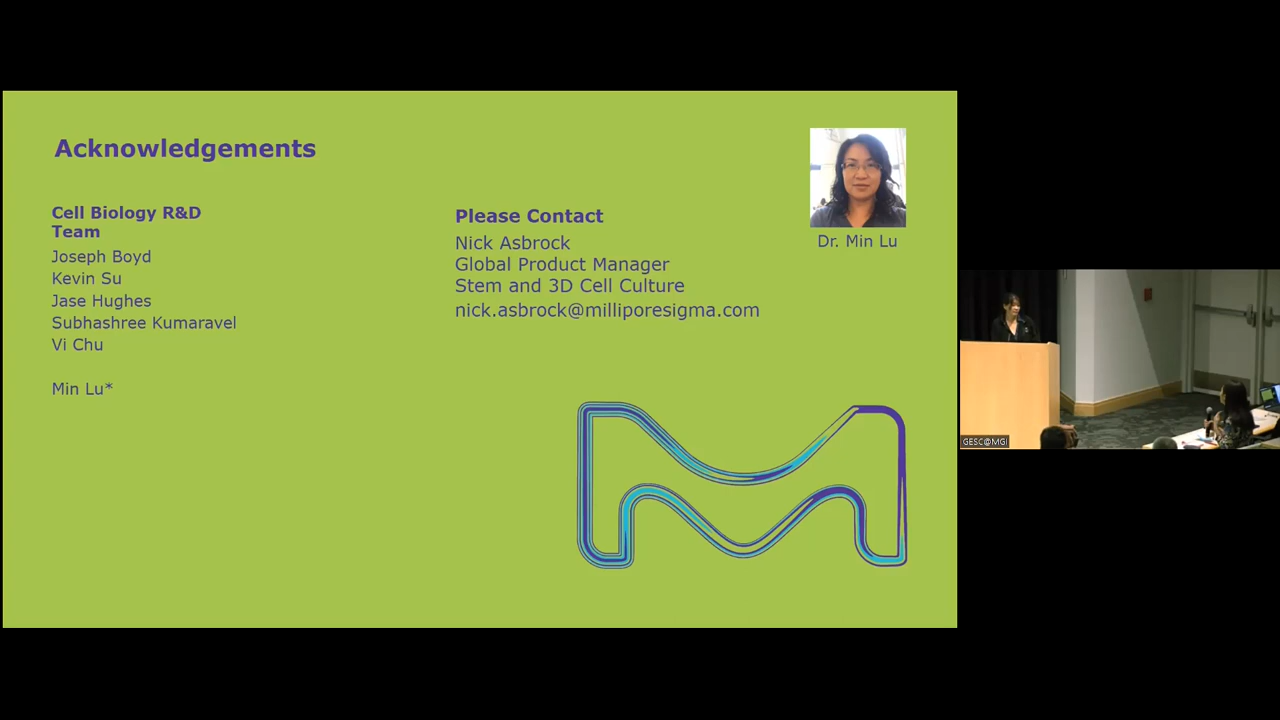 Acknowledgements
Cell Biology R&D
Team
Joseph Boyd
Kevin Su
Jase Hughes
Subhashree Kumaravel
Vi Chu
Min Lu*
Please Contact
Nick Asbrock
Global Product Manager
Stem and 3D Cell Culture
nick.asbrock@milliporesigma.com
Dr. Min Lu
GESC@MGI